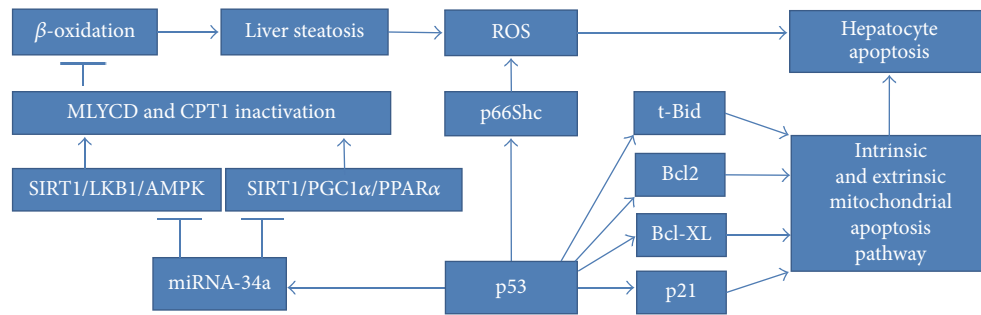 β-oxidation
Liver steatosis
ROS
Hepatocyte
apoptosis
MLYCD and CPT1 inactivation
p66Shc
t-Bid
SIRT1/LKB1/AMPK
SIRT1/PGC1α/PPARα
Bcl2
Bcl-XL
Intrinsic
and extrinsic
mitochondrial
apoptosis
pathway
miRNA-34a
p53
p21